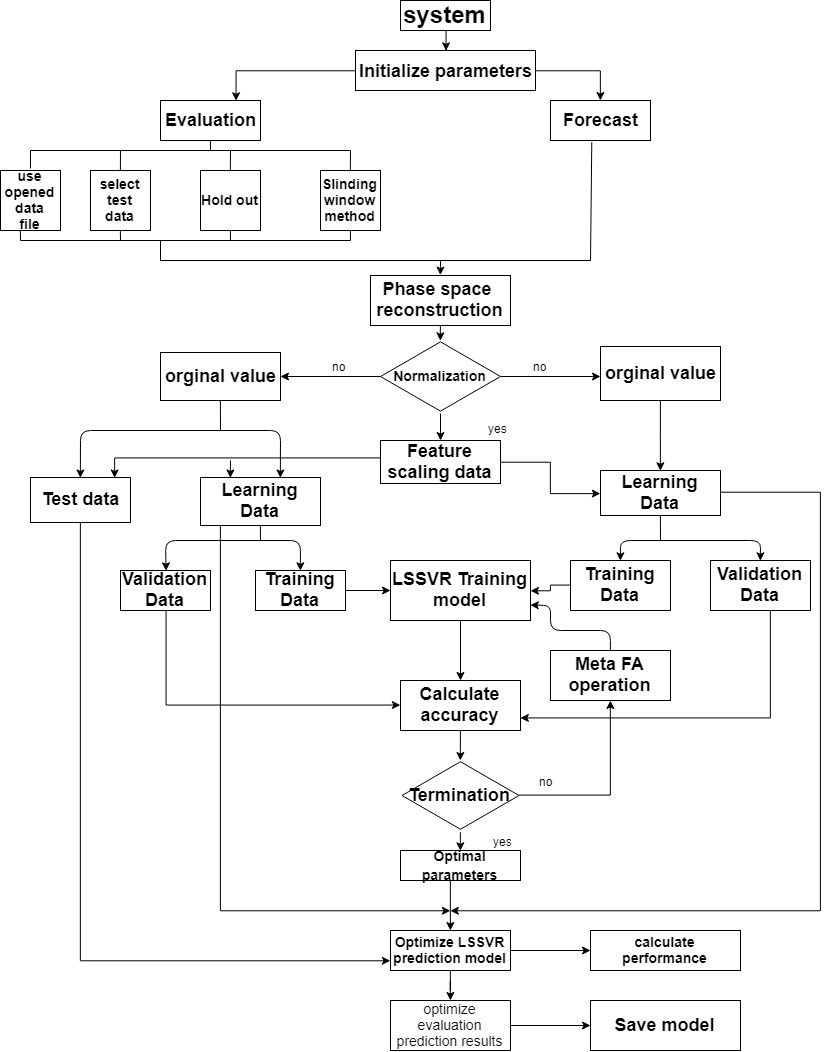 system
Initialize parameters
Evaluation
Forecast
use
opened
data
file
select
test
data
Hold out
Slinding
window
method
Phase space
reconstruction
orginal value
no
Normalization
no
orginal value
yes
Feature
scaling data
Test data
Learning
Data
Learning
Data
Validation
Data
Training
Data
LSSVR Training
model
Training
Data
Validation
Data
Meta FA
operation
Calculate
accuracy
Termination
no
yes
Optimal
parameters
Optimize LSSVR
prediction model
calculate
performance
optimize
evaluation
prediction results
Save model